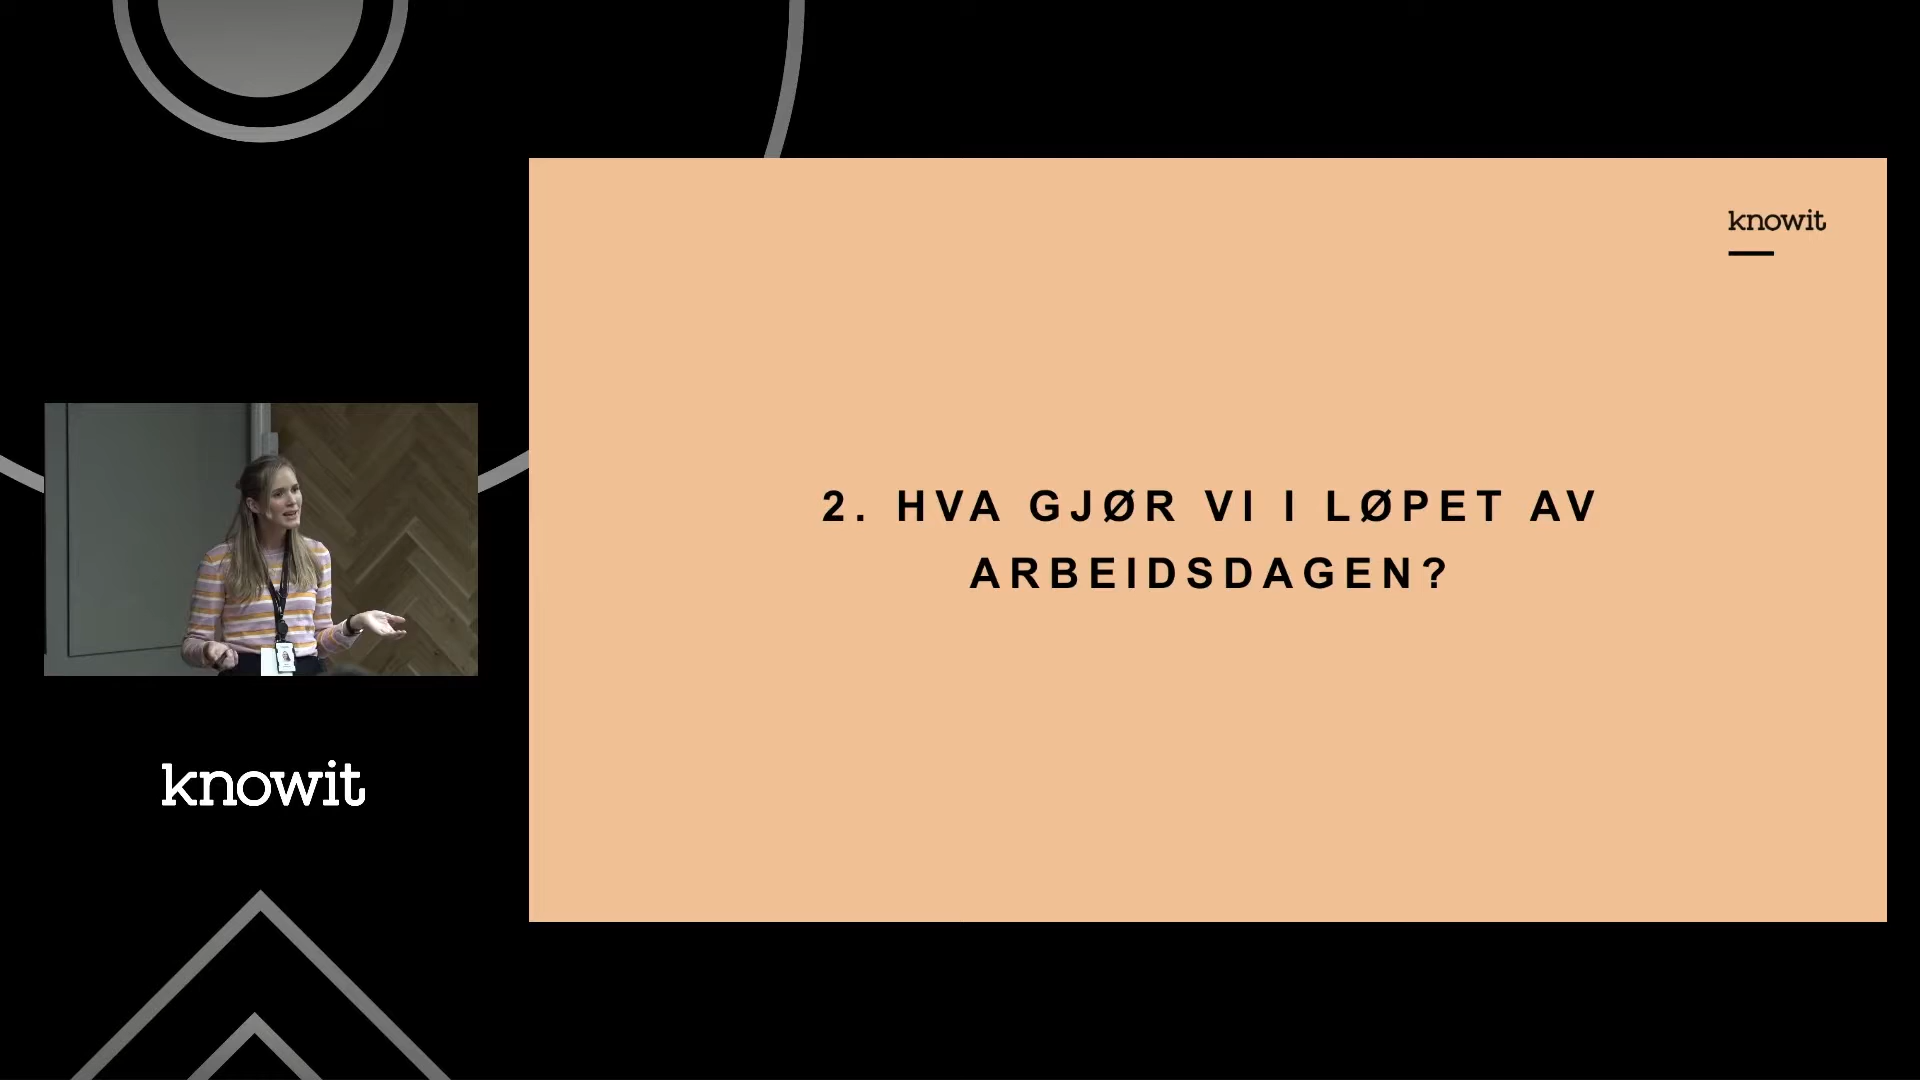 knowit
2. HVA GJØR VI I LØPET AV
ARBEIDSDAGEN?
knowit